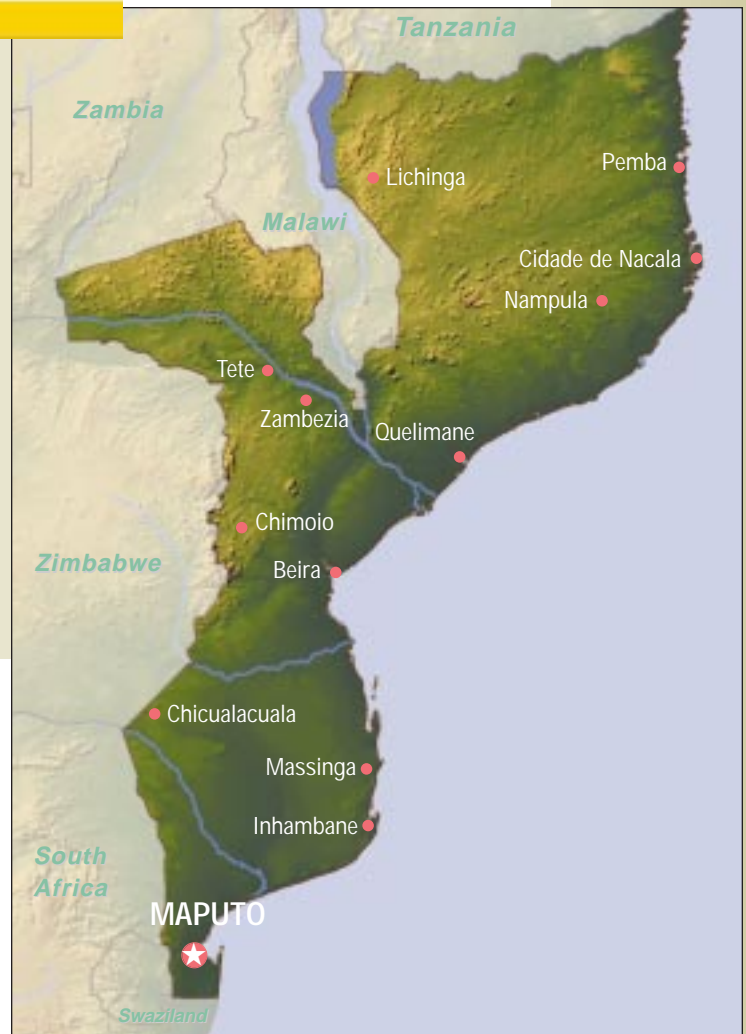 Tanzania
Zambia
Pemba
Lichinga
Malawi
Cidade de Nacala
Nampula
Tete
Zambezia
Quelimane
Chimoio
Zimbabwe
Beira
Chicualacuala
Massinga
Inhambane
South
Africa
MAPUTO
Swaziland